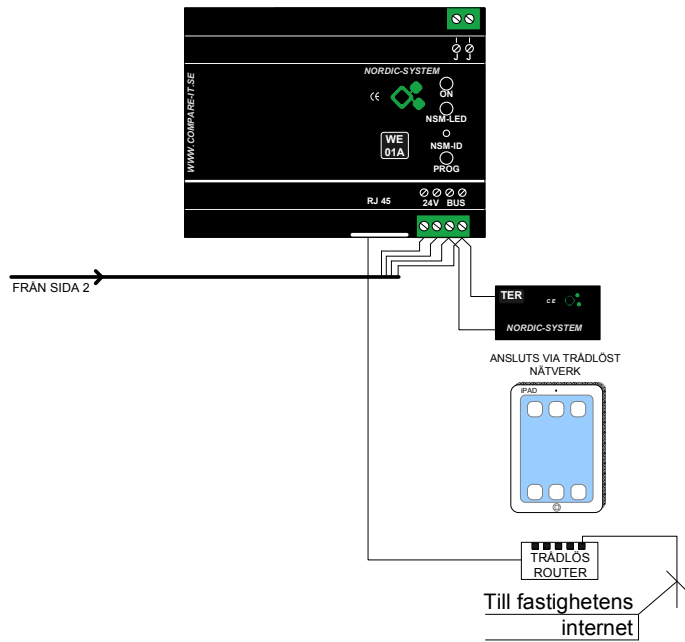 NORDIC-SYSTEM
WWW.COMPARE-IT.SE
CE
ON
NSM-LED
WE
01A
NSM-ID
PROG
RJ 45
24V BUS
FRÅN SIDA 2
TER
CE
NORDIC-SYSTEM
ANSLUTS VIA TRÅDLÖST
NÄTVERK
iPAD
TRÅDLÖS
ROUTER
Till fastighetens
internet